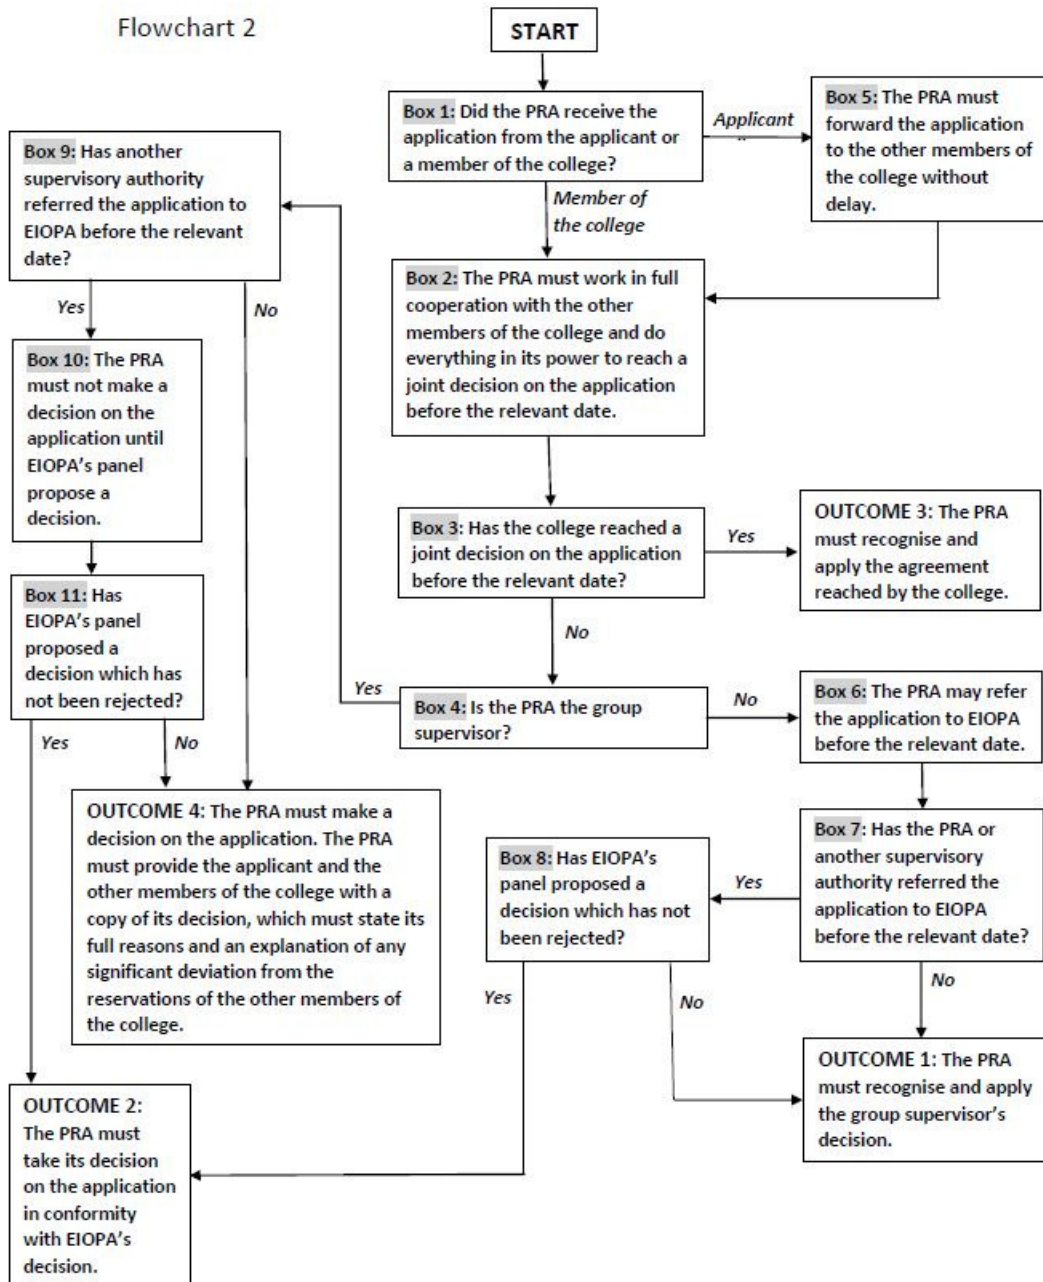 Flowchart 2
START
Box 1: Did the PRA receive the
application from the applicant or
a member of the college?
Applicant
Box 5: The PRA must
forward the application
to the other members of
the college without
delay.
Member of
the college
Box 9: Has another
supervisory authority
referred the application to
EIOPA before the relevant
date?
Yes
No
Box 2: The PRA must work in full
cooperation with the other
members of the college and do
everything in its power to reach a
joint decision on the application
before the relevant date.
Box 10: The PRA
must not make a
decision on the
application until
EIOPA's panel
propose a
decision.
Box 3: Has the college reached a
joint decision on the application
before the relevant date?
Yes
OUTCOME 3: The PRA
must recognise and
apply the agreement
reached by the college.
No
Box 11: Has
EIOPA's panel
proposed a
decision which has
not been rejected?
Yes
No
Yes
Box 4: Is the PRA the group
supervisor?
No
Box 6: The PRA may refer
the application to EIOPA
before the relevant date.
OUTCOME 4: The PRA must make a
decision on the application. The PRA
must provide the applicant and the
other members of the college with a
copy of its decision, which must state its
full reasons and an explanation of any
significant deviation from the
reservations of the other members of
the college.
Box 8: Has EIOPA's
panel proposed a
decision which has not
been rejected?
Yes
Box 7: Has the PRA or
another supervisory
authority referred the
application to EIOPA
before the relevant date?
Yes
No
No
OUTCOME 1: The PRA
must recognise and apply
the group supervisor's
decision.
OUTCOME 2:
The PRA must
take its decision
on the application
in conformity
with EIOPA's
decision.